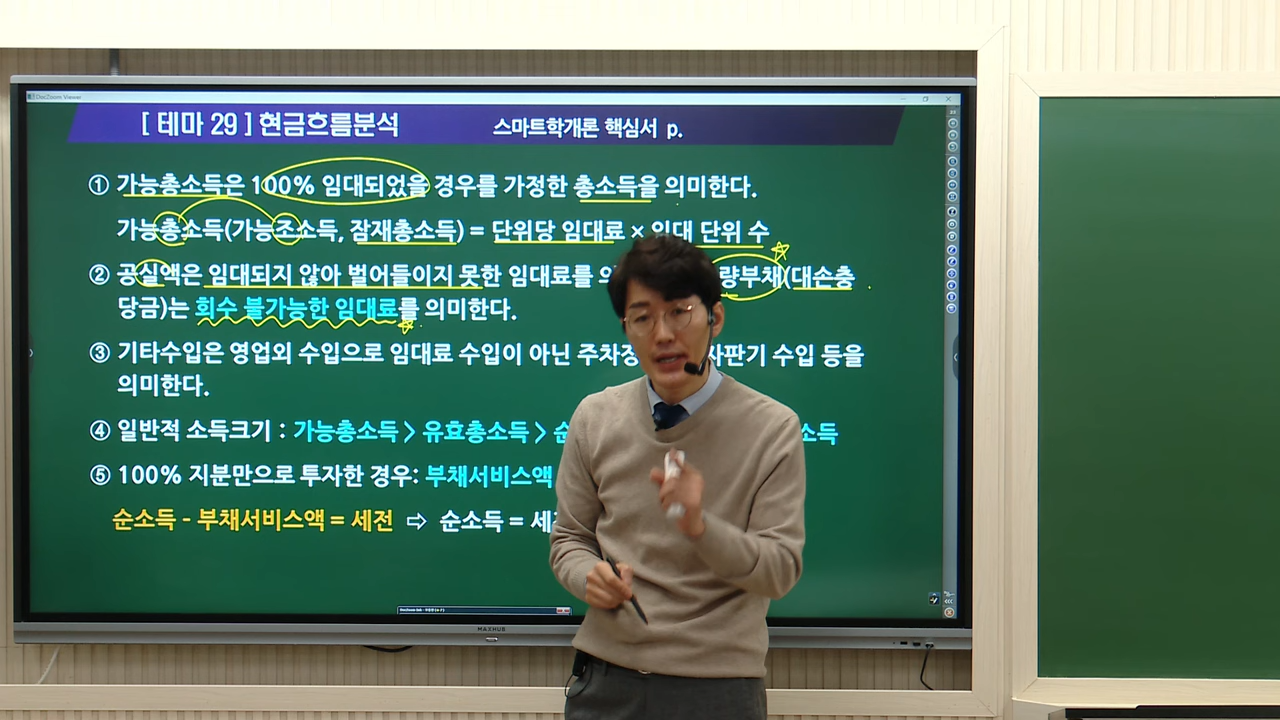 DocZoom Viewer
[ 테마 29 ] 현금흐름분석 스마트학개론 핵심서 p.
① 가능총소득은 100% 임대되었을 경우를 가정한 총소득을 의미한다.
가능총소득(가능조소득, 잠재총소득) = 단위당 임대료 × 임대 단위 수
② 공실액은 임대되지 않아 벌어들이지 못한 임대료를 량부채(대손충
당금)는 회수 불가능한 임대료를 의미한다.
③ 기타수입은 영업외 수입으로 임대료 수입이 아닌 주차장 자판기 수입 등을
의미한다.
④ 일반적 소득크기 : 가능총소득 > 유효총소득 > 순 소득
⑤ 100% 지분만으로 투자한 경우: 부채서비스액
순소득 - 부채서비스액 = 세전 ⇨ 순소득 = 세전
MAXHUB